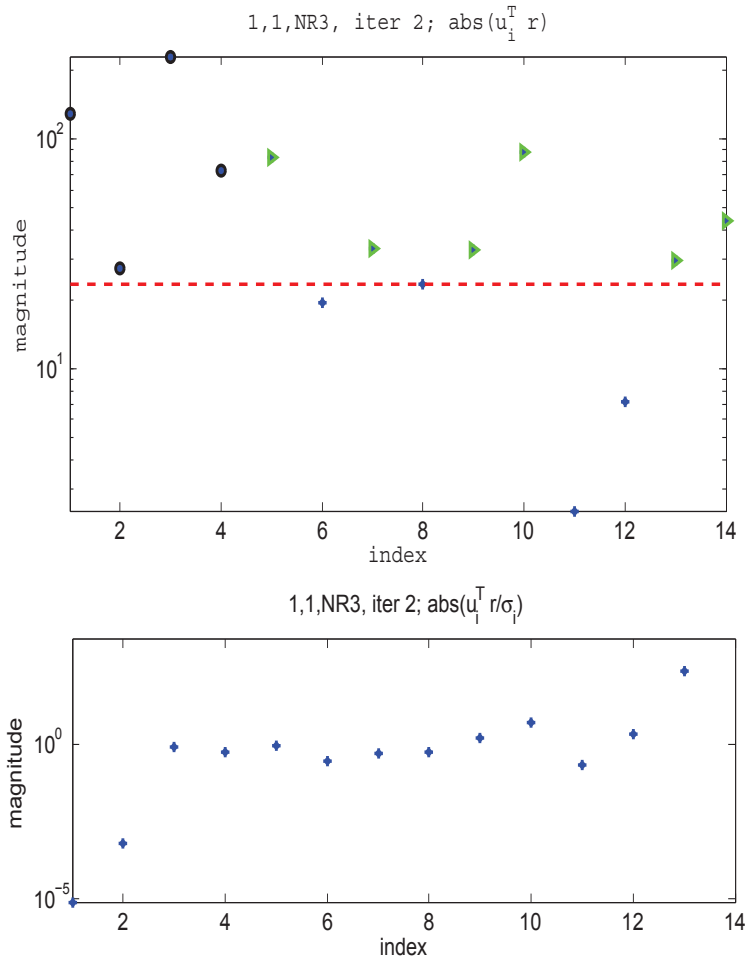 1,1,NR3, iter 2; abs(u_i^T r)
magnitude
10^2
10^1
2 4 6 8 10 12 14
index
1,1,NR3, iter 2; abs(u_i^T r/σ_i)
magnitude
10^0
10^−5
2 4 6 8 10 12 14
index